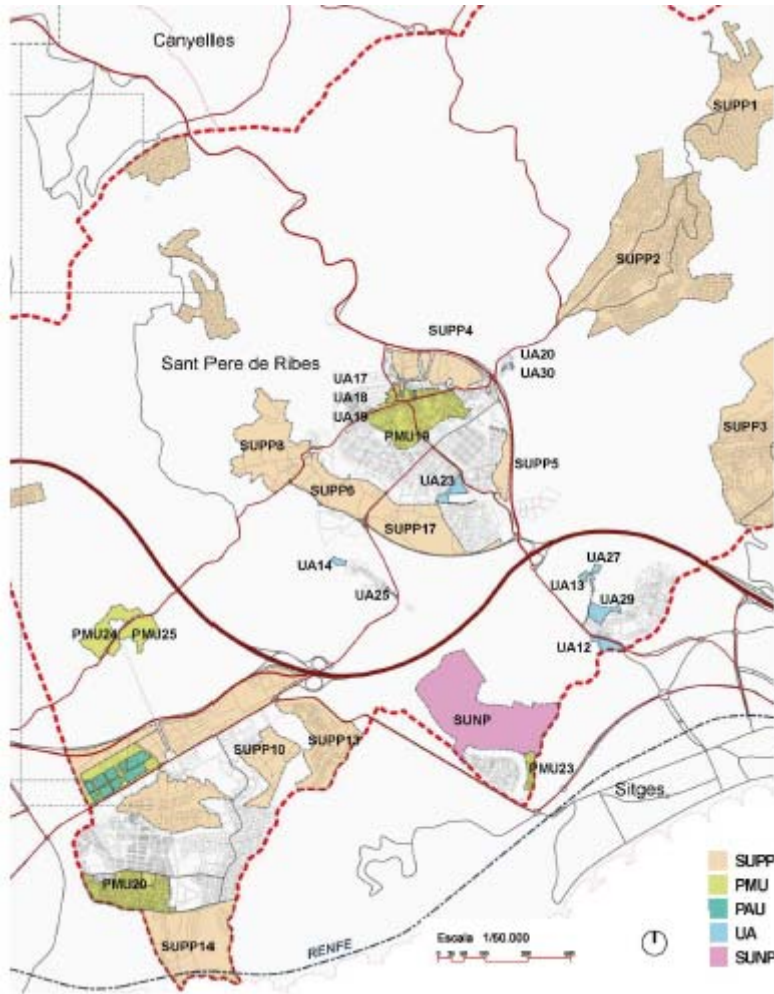 Canyelles
SUPP1
SUPP2
SUPP4
UA20
UA30
Sant Pere de Ribes
UA17
UA18
UA19
PMU19
SUPP3
SUPP8
SUPP5
UA23
SUPP6
SUPP17
UA14
UA27
UA13
UA25
UA29
PMU24
PMU25
UA12
SUNP
SUPP10
SUPP13
PMU23
Sitges
PMU20
SUPP14
RENFE
Escala 1/50.000
SUPP
PMU
PAU
UA
SUNP